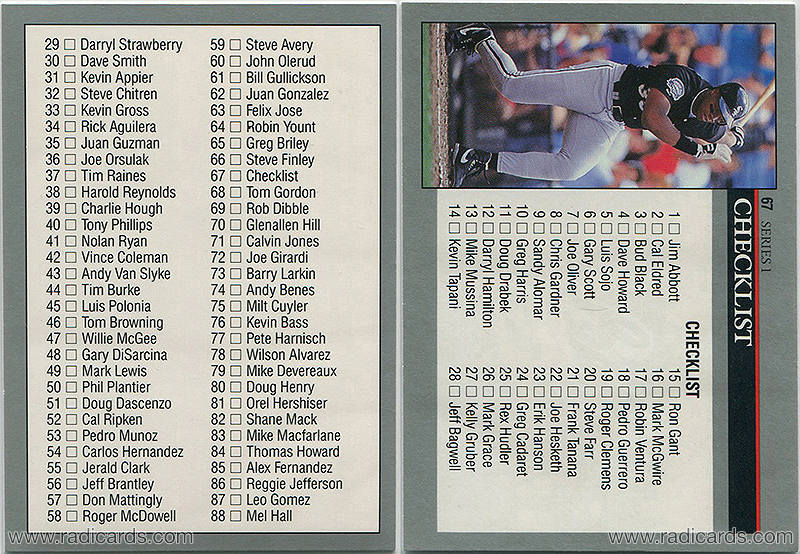 29 Darryl Strawberry
30 Dave Smith
31 Kevin Appier
32 Steve Chitren
33 Kevin Gross
34 Rick Aguilera
35 Juan Guzman
36 Joe Orsulak
37 Tim Raines
38 Harold Reynolds
39 Charlie Hough
40 Tony Phillips
41 Nolan Ryan
42 Vince Coleman
43 Andy Van Slyke
44 Tim Burke
45 Luis Polonia
46 Tom Browning
47 Willie McGee
48 Gary DiSarcina
49 Mark Lewis
50 Phil Plantier
51 Doug Dascenzo
52 Cal Ripken
53 Pedro Munoz
54 Carlos Hernandez
55 Jerald Clark
56 Jeff Brantley
57 Don Mattingly
58 Roger McDowell
59 Steve Avery
60 John Olerud
61 Bill Gullickson
62 Juan Gonzalez
63 Felix Jose
64 Robin Yount
65 Greg Briley
66 Steve Finley
67 Checklist
68 Tom Gordon
69 Rob Dibble
70 Glenallen Hill
71 Calvin Jones
72 Joe Girardi
73 Barry Larkin
74 Andy Benes
75 Milt Cuyler
76 Kevin Bass
77 Pete Harnisch
78 Wilson Alvarez
79 Mike Devereaux
80 Doug Henry
81 Orel Hershiser
82 Shane Mack
83 Mike Macfarlane
84 Thomas Howard
85 Alex Fernandez
86 Reggie Jefferson
87 Leo Gomez
88 Mel Hall
www.radicards.com
67 SERIES 1
CHECKLIST
CHECKLIST
1 Jim Abbott
2 Cal Eldred
3 Bud Black
4 Dave Howard
5 Luis Sojo
6 Gary Scott
7 Joe Oliver
8 Chris Gardner
9 Sandy Alomar
10 Greg Harris
11 Doug Drabek
12 Darryl Hamilton
13 Mike Mussina
14 Kevin Tapani
15 Ron Gant
16 Mark McGwire
17 Robin Ventura
18 Pedro Guerrero
19 Roger Clemens
20 Steve Farr
21 Frank Tanana
22 Joe Hesketh
23 Erik Hanson
24 Greg Cadaret
25 Rex Hudler
26 Mark Grace
27 Kelly Gruber
28 Jeff Bagwell
www.radicards.com